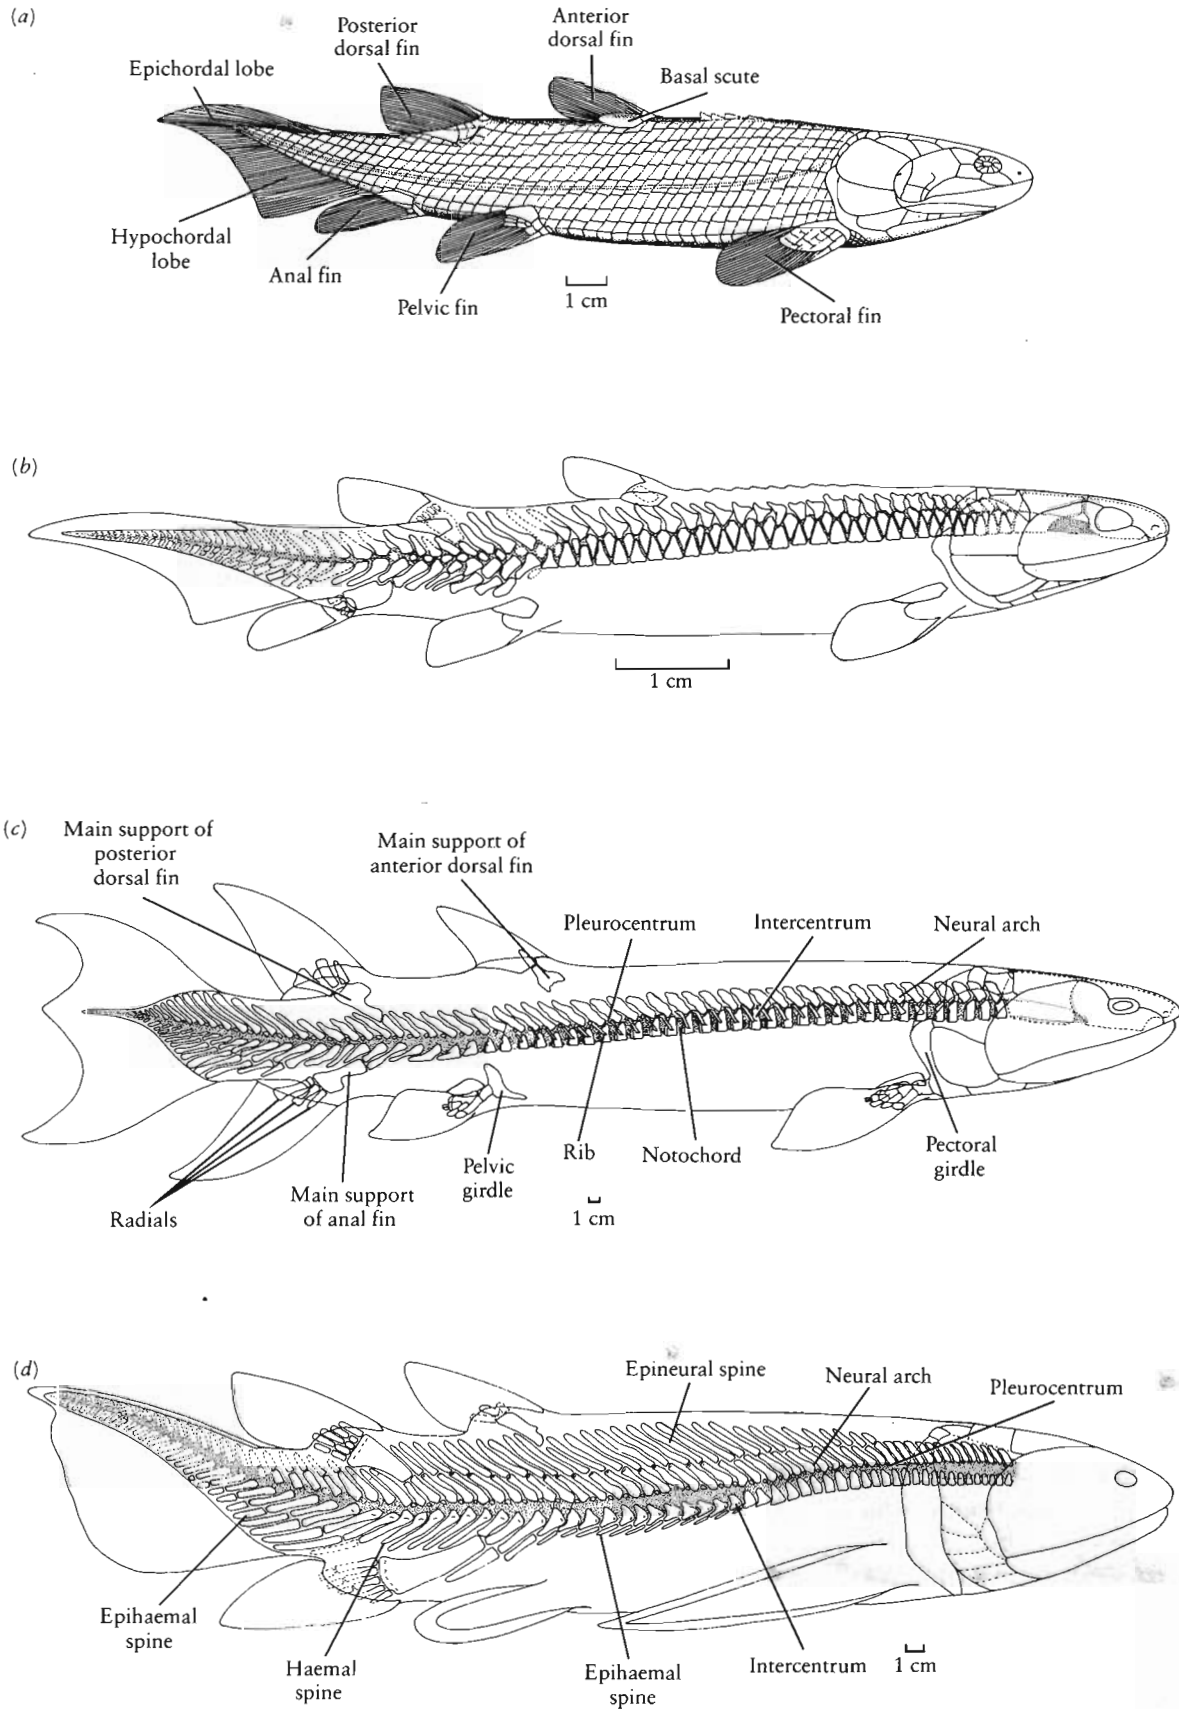 (a)
Posterior
dorsal fin
Anterior
dorsal fin
Epichordal lobe
Basal scute
Hypochordal
lobe
Anal fin
Pelvic fin
1 cm
Pectoral fin
(b)
1 cm
(c)
Main support of
posterior
dorsal fin
Main support of
anterior dorsal fin
Pleurocentrum
Intercentrum
Neural arch
Radials
Main support
of anal fin
Pelvic
girdle
Rib
Notochord
Pectoral
girdle
1 cm
(d)
Epineural spine
Neural arch
Pleurocentrum
Epihaemal
spine
Haemal
spine
Epihaemal
spine
Intercentrum
1 cm